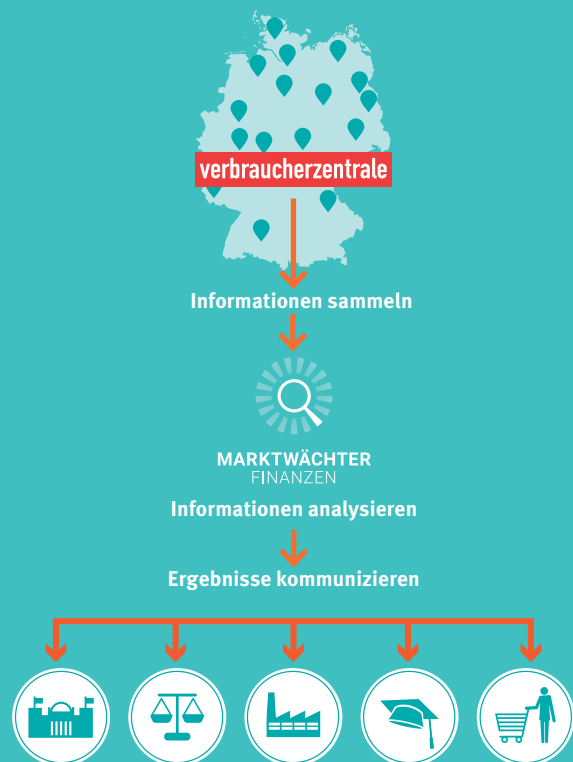 verbraucherzentrale
Informationen sammeln
MARKTWÄCHTER
FINANZEN
Informationen analysieren
Ergebnisse kommunizieren